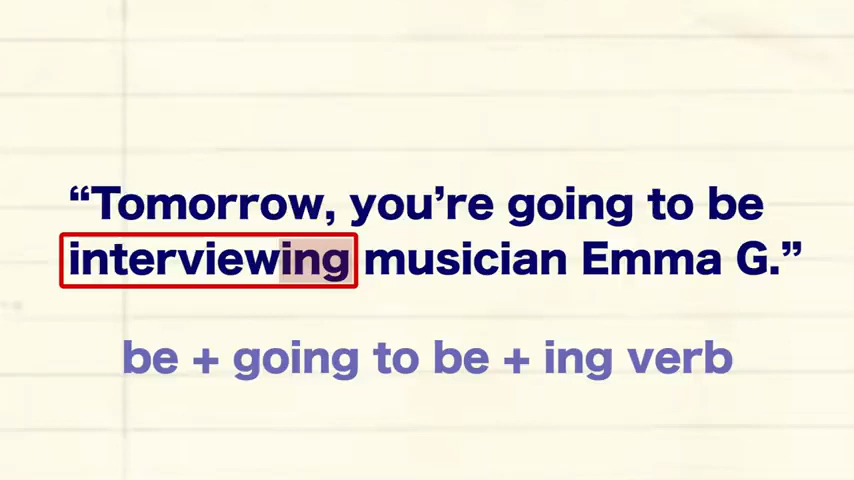 “Tomorrow, you’re going to be
interviewing musician Emma G.”
be + going to be + ing verb